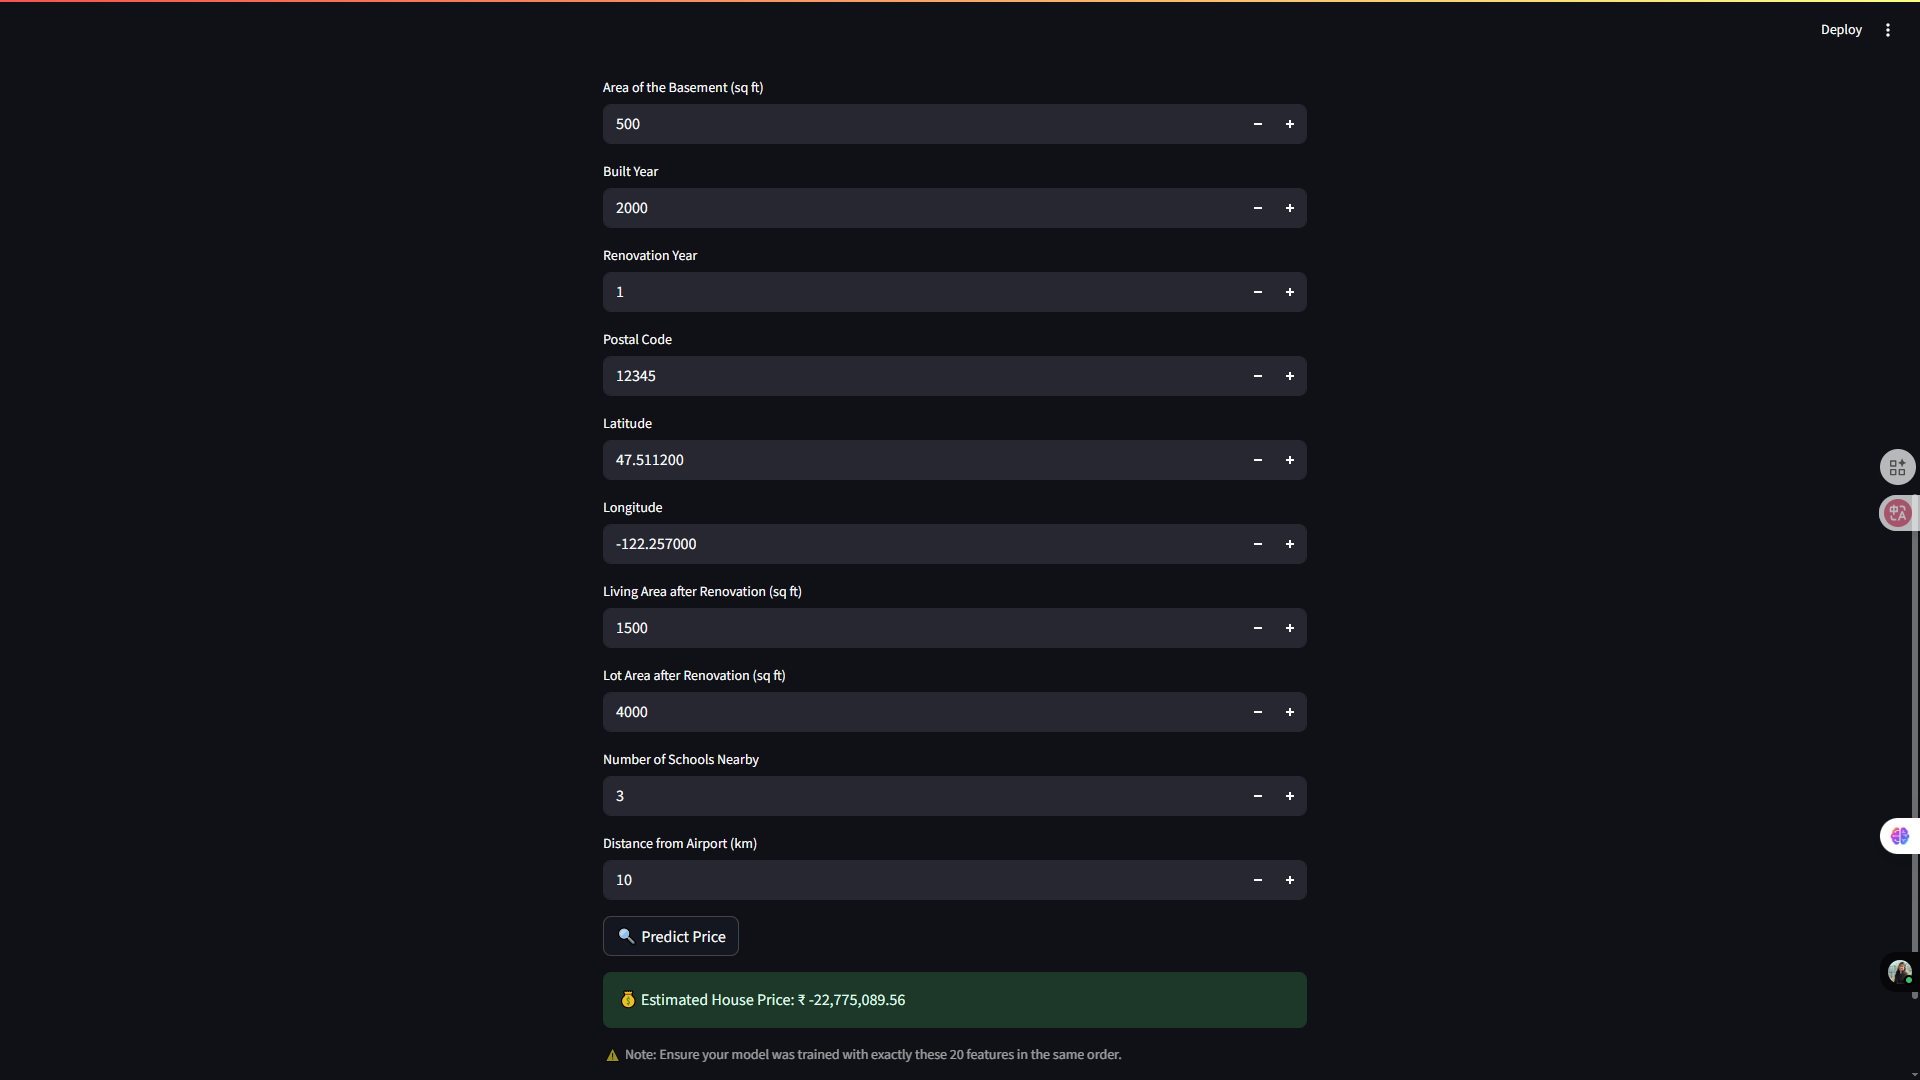 Deploy
Area of the Basement (sq ft)
500
Built Year
2000
Renovation Year
1
Postal Code
12345
Latitude
47.511200
Longitude
-122.257000
Living Area after Renovation (sq ft)
1500
Lot Area after Renovation (sq ft)
4000
Number of Schools Nearby
3
Distance from Airport (km)
10
🔍 Predict Price
💰 Estimated House Price: ₹ -22,775,089.56
⚠️ Note: Ensure your model was trained with exactly these 20 features in the same order.